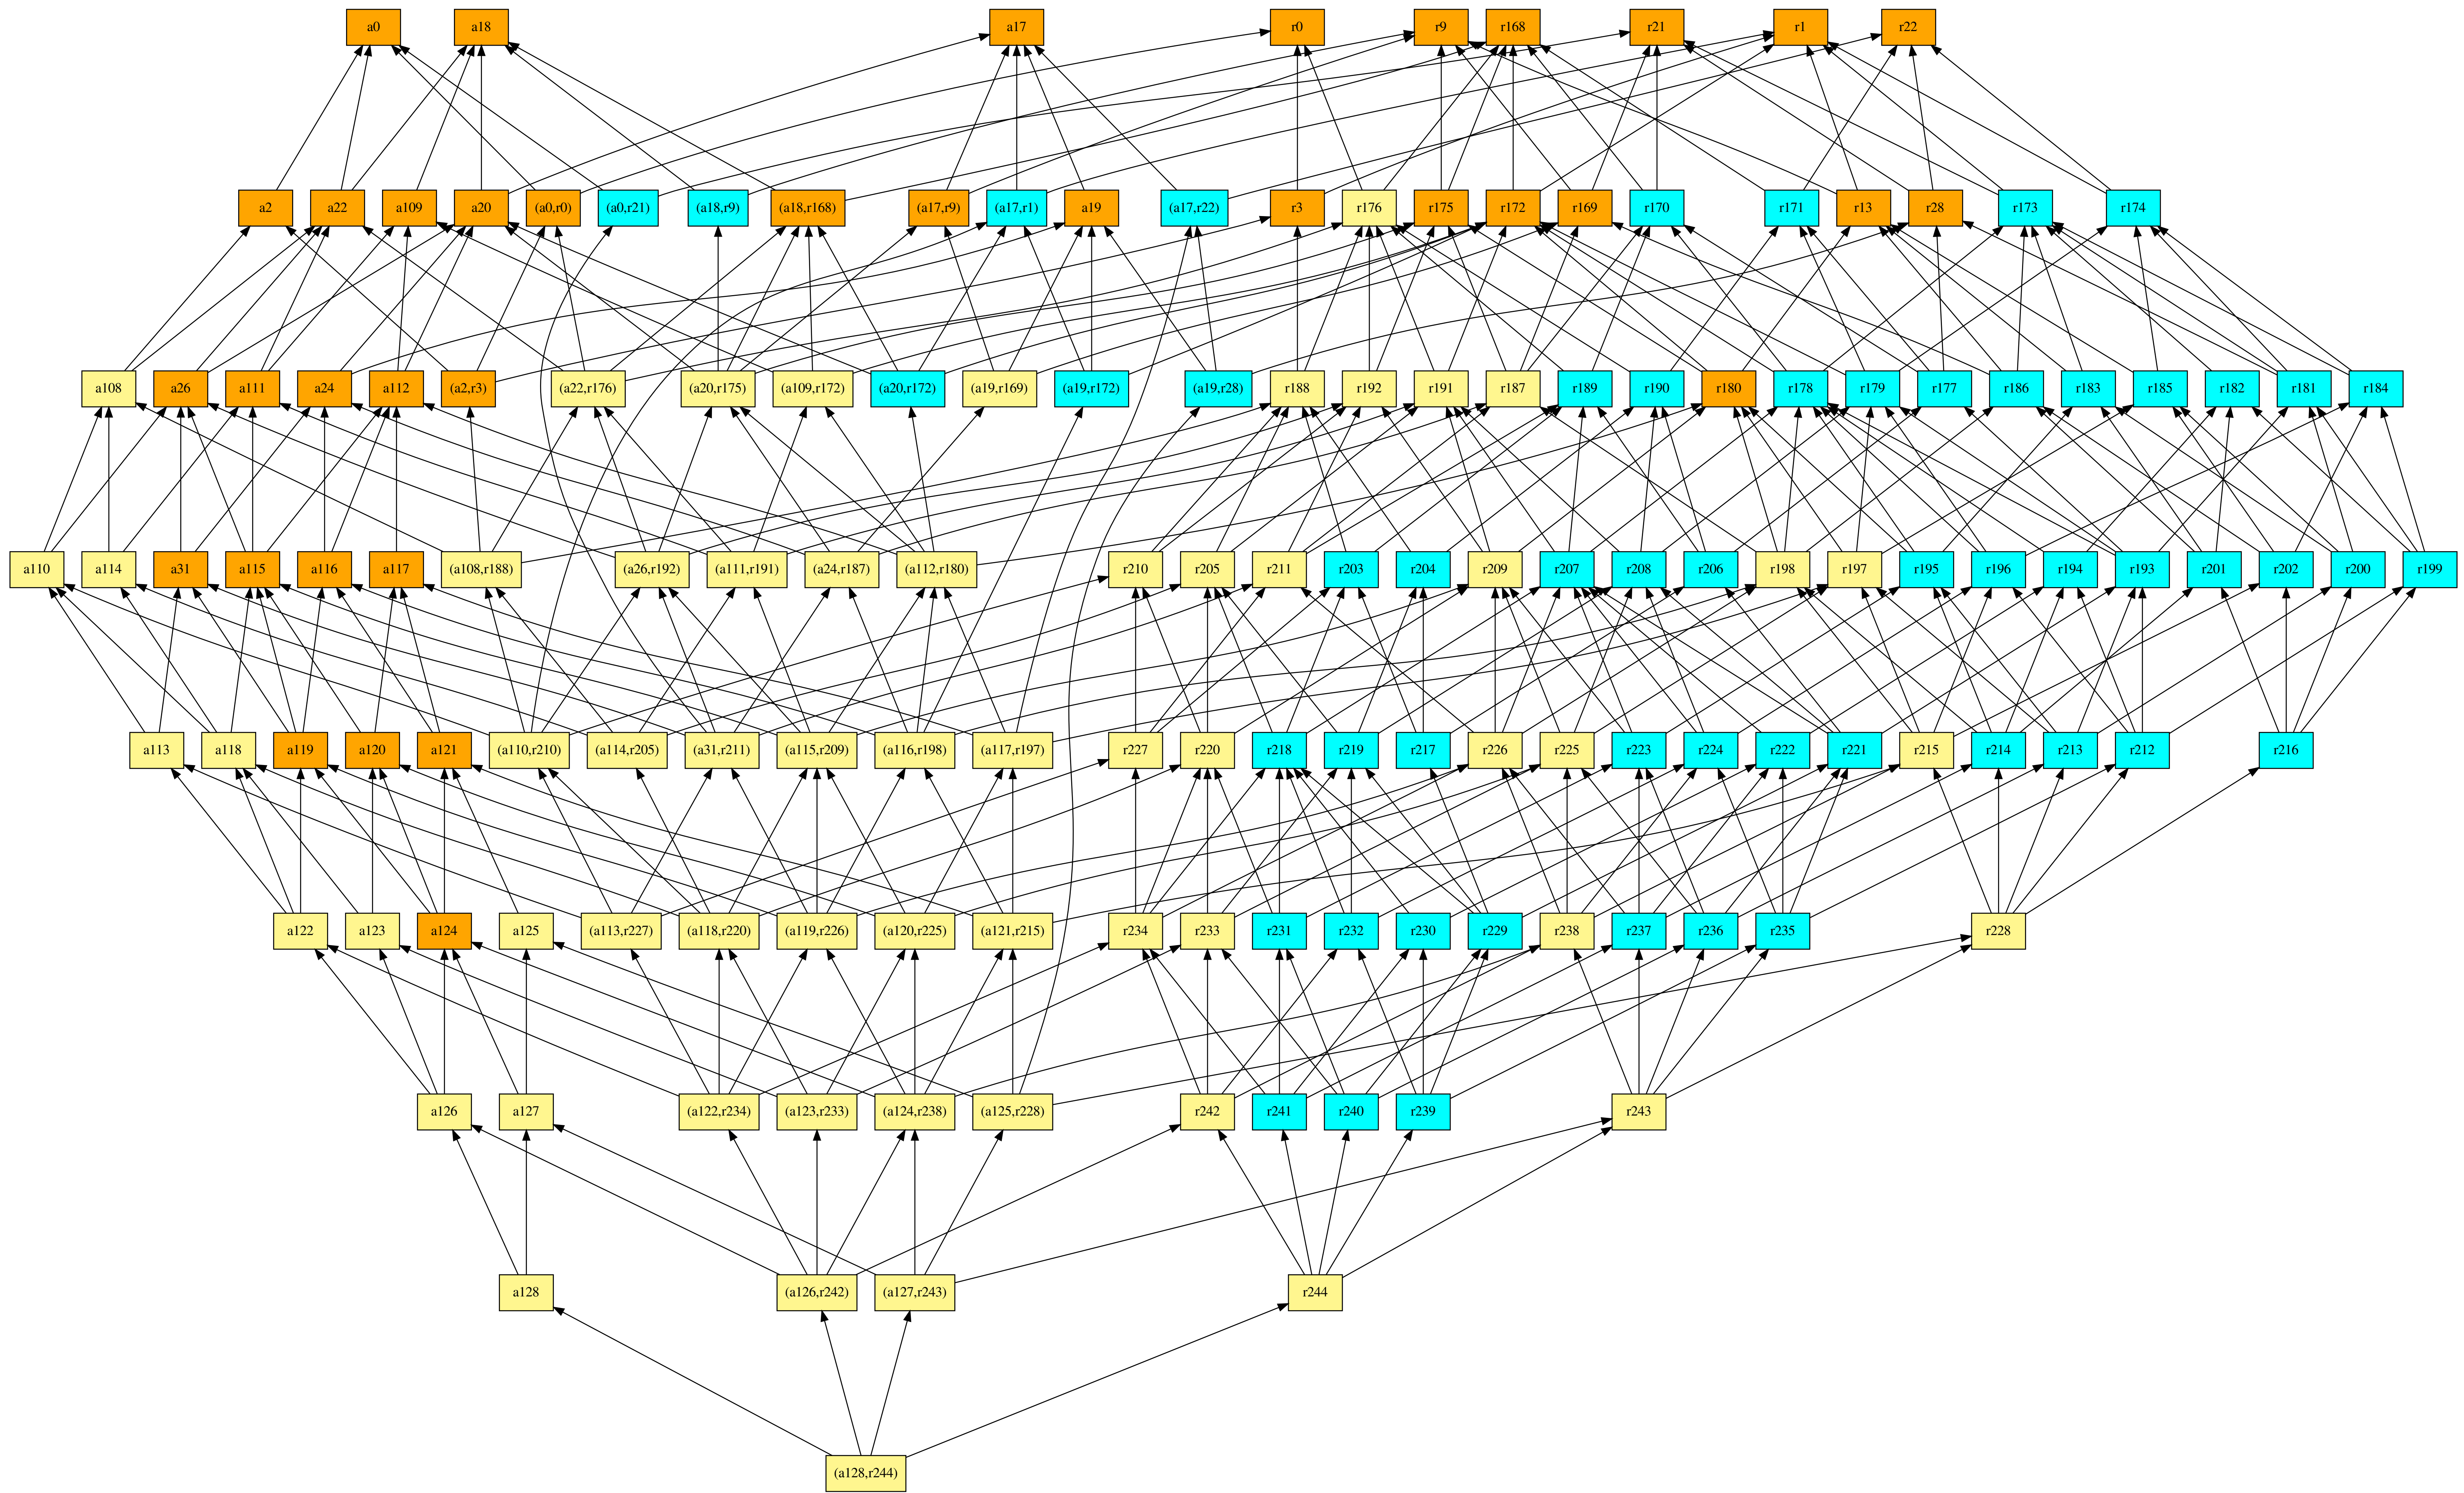 a0 a18 a17 r0 r9 r168 r21 r1 r22
a2 a22 a109 a20 (a0,r0) (a0,r21) (a18,r9) (a18,r168) (a17,r9) (a17,r1) a19 (a17,r22) r3 r176 r175 r172 r169 r170 r171 r13 r28 r173 r174
a108 a26 a111 a24 a112 (a2,r3) (a22,r176) (a20,r175) (a109,r172) (a20,r172) (a19,r169) (a19,r172) (a19,r28) r188 r192 r191 r187 r189 r190 r180 r178 r179 r177 r186 r183 r185 r182 r181 r184
a110 a114 a31 a115 a116 a117 (a108,r188) (a26,r192) (a111,r191) (a24,r187) (a112,r180) r210 r205 r211 r203 r204 r209 r207 r208 r206 r198 r197 r195 r196 r194 r193 r201 r202 r200 r199
a113 a118 a119 a120 a121 (a110,r210) (a114,r205) (a31,r211) (a115,r209) (a116,r198) (a117,r197) r227 r220 r218 r219 r217 r226 r225 r223 r224 r222 r221 r215 r214 r213 r212 r216
a122 a123 a124 a125 (a113,r227) (a118,r220) (a119,r226) (a120,r225) (a121,r215) r234 r233 r231 r232 r230 r229 r238 r237 r236 r235 r228
a126 a127 (a122,r234) (a123,r233) (a124,r238) (a125,r228) r242 r241 r240 r239 r243
a128 (a126,r242) (a127,r243) r244
(a128,r244)